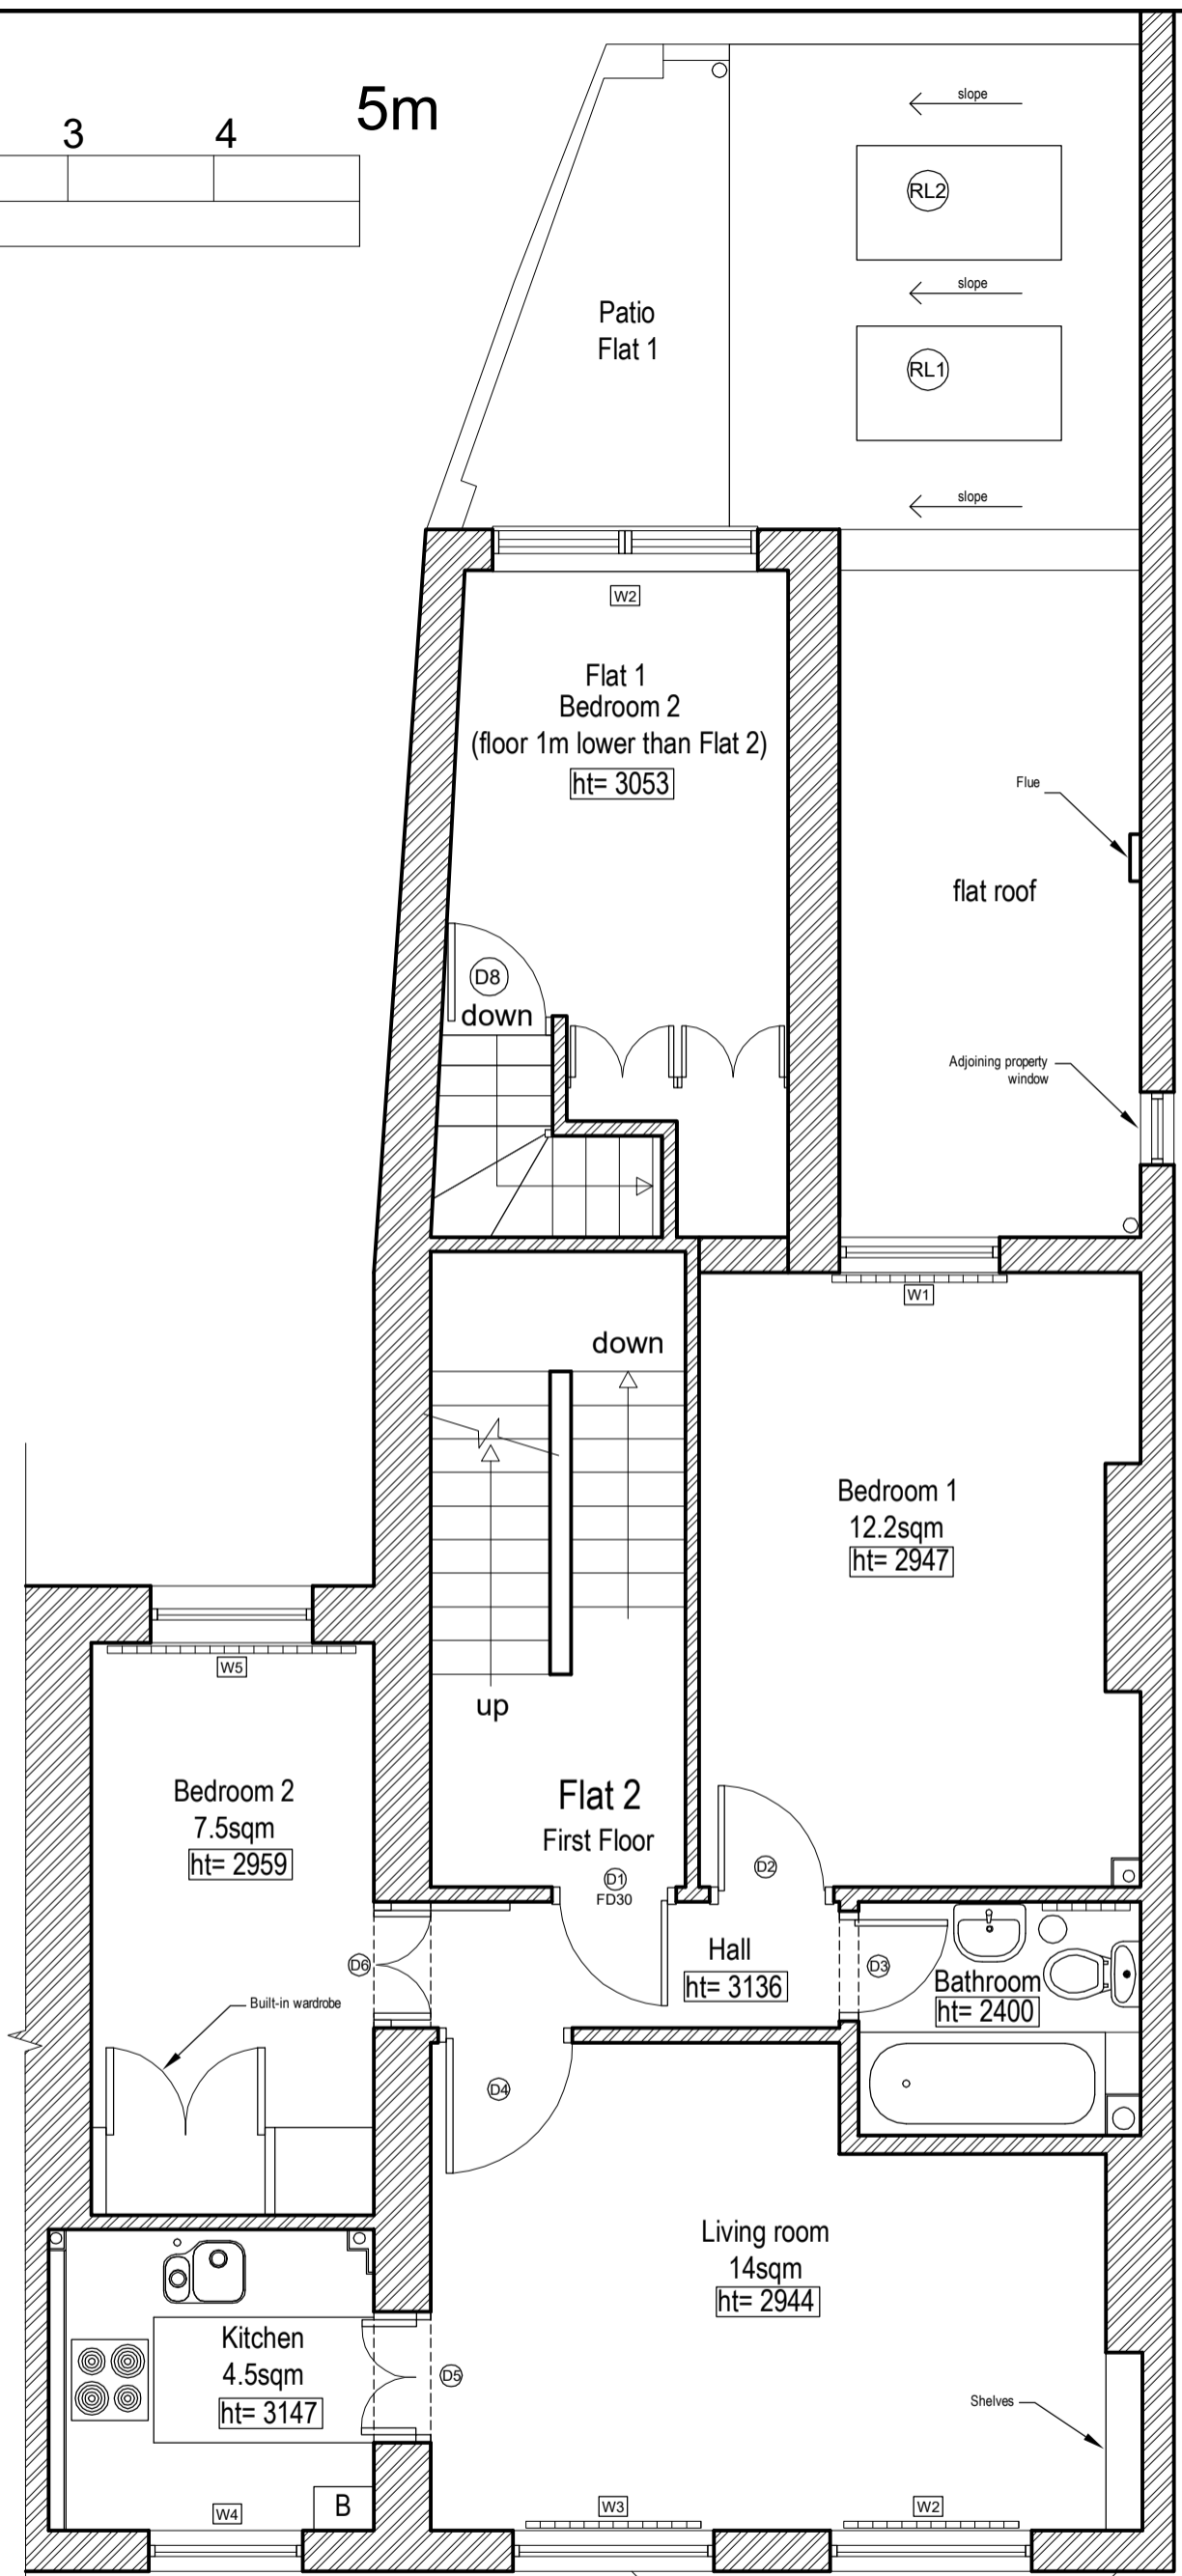 5m
3 4
slope
RL2
slope
RL1
slope
Patio
Flat 1
W2
Flat 1
Bedroom 2
(floor 1m lower than Flat 2)
ht= 3053
Flue
flat roof
D8
down
Adjoining property
window
W1
down
Bedroom 1
12.2sqm
ht= 2947
W5
up
Bedroom 2
7.5sqm
ht= 2959
Flat 2
First Floor
D1
FD30
D2
Hall
ht= 3136
D3
Bathroom
ht= 2400
D6
Built-in wardrobe
D4
Living room
14sqm
ht= 2944
Kitchen
4.5sqm
ht= 3147
D5
Shelves
B
W4
W3
W2